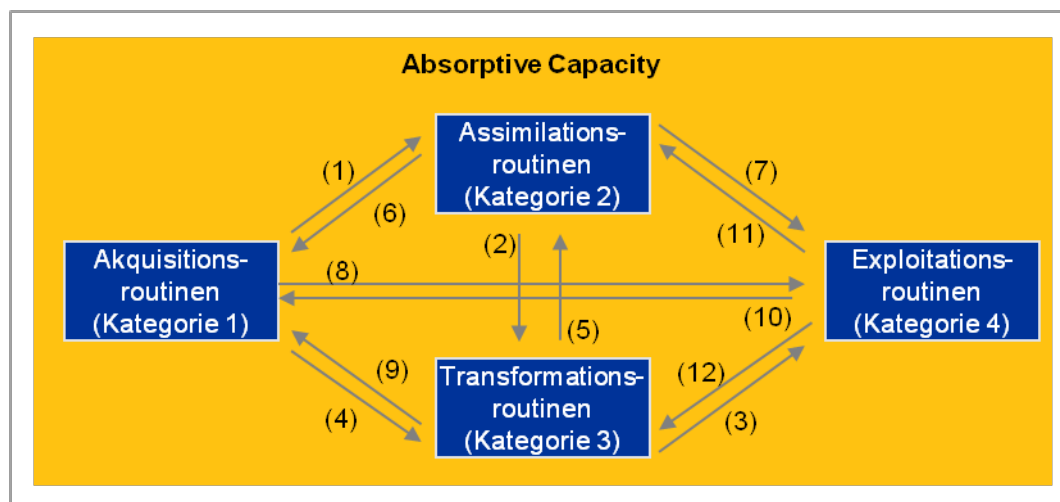 Absorptive Capacity
Assimilations-
routinen
(Kategorie 2)
(1)
(7)
(6)
(2)
(11)
Akquisitions-
routinen
(Kategorie 1)
(8)
Exploitations-
routinen
(Kategorie 4)
(5)
(10)
(9)
(12)
(4)
(3)
Transformations-
routinen
(Kategorie 3)